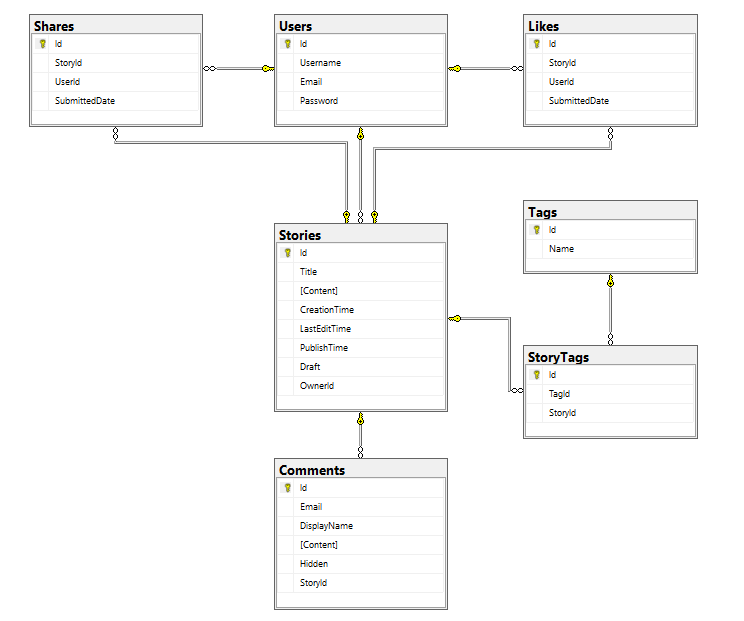 Shares
Id
StoryId
UserId
SubmittedDate
Users
Id
Username
Email
Password
Likes
Id
StoryId
UserId
SubmittedDate
Stories
Id
Title
[Content]
CreationTime
LastEditTime
PublishTime
Draft
OwnerId
Tags
Id
Name
StoryTags
Id
TagId
StoryId
Comments
Id
Email
DisplayName
[Content]
Hidden
StoryId